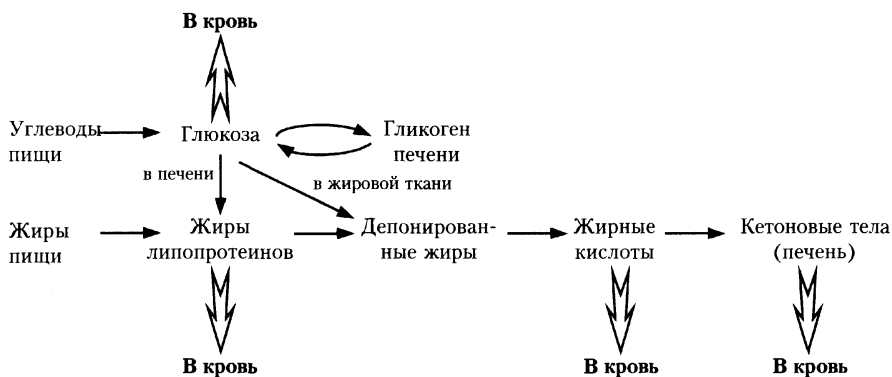 В кровь
Углеводы
пищи
Глюкоза
Гликоген
печени
в печени
в жировой ткани
Жиры
пищи
Жиры
липопротеинов
Депонирован-
ные жиры
Жирные
кислоты
Кетоновые тела
(печень)
В кровь
В кровь
В кровь